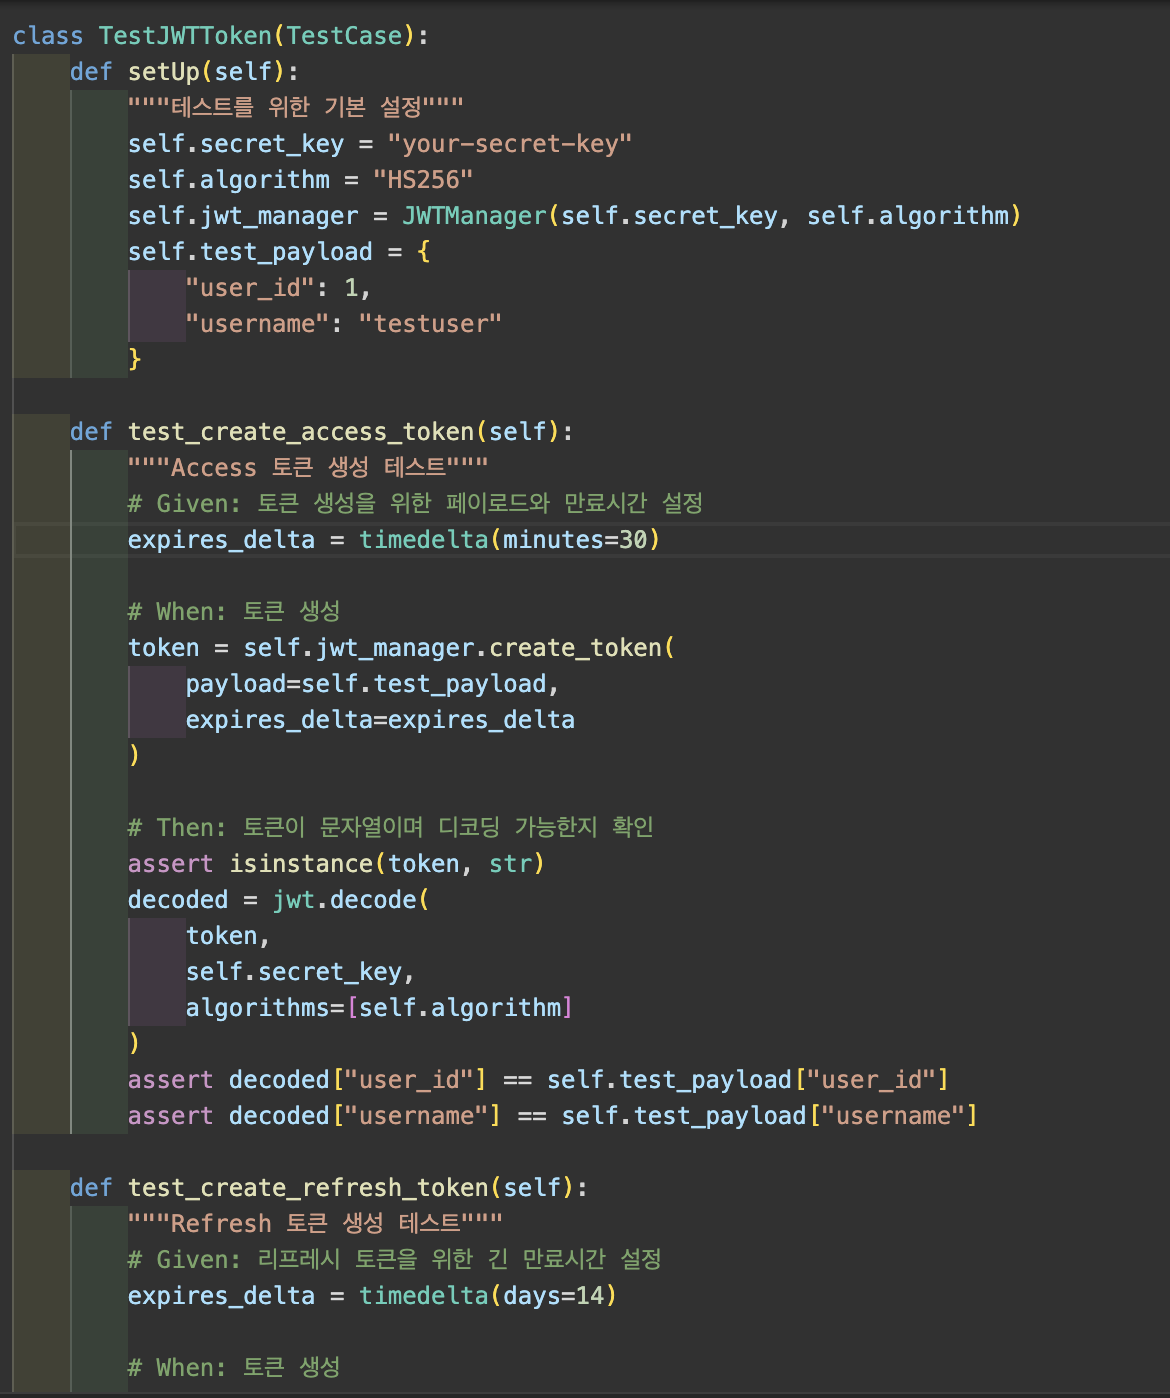 class TestJWTToken(TestCase):
    def setUp(self):
        """테스트를 위한 기본 설정"""
        self.secret_key = "your-secret-key"
        self.algorithm = "HS256"
        self.jwt_manager = JWTManager(self.secret_key, self.algorithm)
        self.test_payload = {
            "user_id": 1,
            "username": "testuser"
        }

    def test_create_access_token(self):
        """Access 토큰 생성 테스트"""
        # Given: 토큰 생성을 위한 페이로드와 만료시간 설정
        expires_delta = timedelta(minutes=30)

        # When: 토큰 생성
        token = self.jwt_manager.create_token(
            payload=self.test_payload,
            expires_delta=expires_delta
        )

        # Then: 토큰이 문자열이며 디코딩 가능한지 확인
        assert isinstance(token, str)
        decoded = jwt.decode(
            token,
            self.secret_key,
            algorithms=[self.algorithm]
        )
        assert decoded["user_id"] == self.test_payload["user_id"]
        assert decoded["username"] == self.test_payload["username"]

    def test_create_refresh_token(self):
        """Refresh 토큰 생성 테스트"""
        # Given: 리프레시 토큰을 위한 긴 만료시간 설정
        expires_delta = timedelta(days=14)

        # When: 토큰 생성